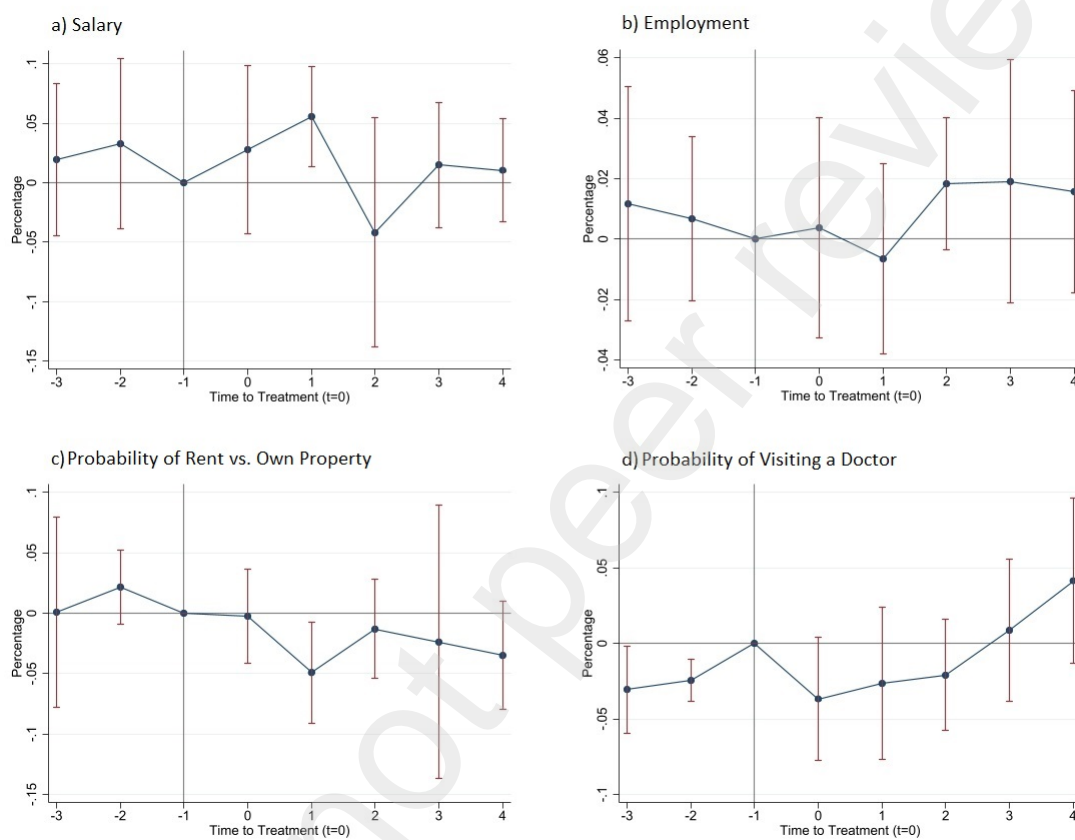 a) Salary
.1
.05
0
-.05
-.1
-.15
Percentage
-3 -2 -1 0 1 2 3 4
Time to Treatment (t=0)
b) Employment
.06
.04
.02
0
-.02
-.04
Percentage
-3 -2 -1 0 1 2 3 4
Time to Treatment (t=0)
c) Probability of Rent vs. Own Property
.1
.05
0
-.05
-.1
-.15
Percentage
-3 -2 -1 0 1 2 3 4
Time to Treatment (t=0)
d) Probability of Visiting a Doctor
.1
.05
0
-.05
-.1
Percentage
-3 -2 -1 0 1 2 3 4
Time to Treatment (t=0)
not peer revie